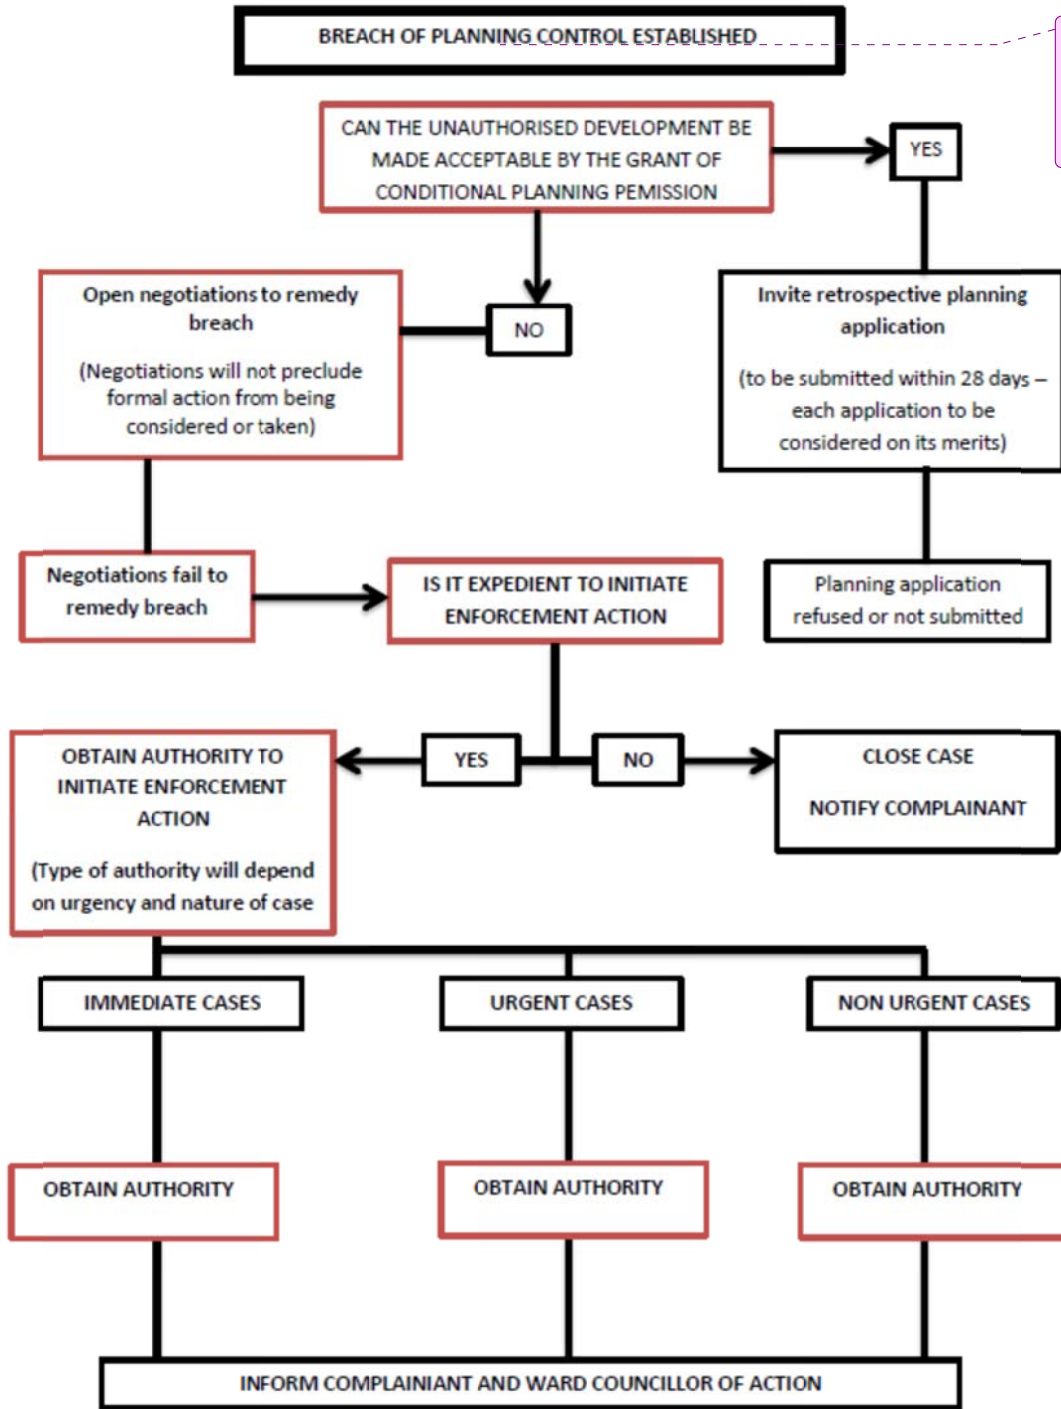 BREACH OF PLANNING CONTROL ESTABLISHED
CAN THE UNAUTHORISED DEVELOPMENT BE
MADE ACCEPTABLE BY THE GRANT OF
CONDITIONAL PLANNING PEMISSION
YES
Open negotiations to remedy
breach
(Negotiations will not preclude
formal action from being
considered or taken)
NO
Invite retrospective planning
application
(to be submitted within 28 days –
each application to be
considered on its merits)
Negotiations fail to
remedy breach
IS IT EXPEDIENT TO INITIATE
ENFORCEMENT ACTION
Planning application
refused or not submitted
OBTAIN AUTHORITY TO
INITIATE ENFORCEMENT
ACTION
(Type of authority will depend
on urgency and nature of case
YES
NO
CLOSE CASE
NOTIFY COMPLAINANT
IMMEDIATE CASES
URGENT CASES
NON URGENT CASES
OBTAIN AUTHORITY
OBTAIN AUTHORITY
OBTAIN AUTHORITY
INFORM COMPLAINIANT AND WARD COUNCILLOR OF ACTION